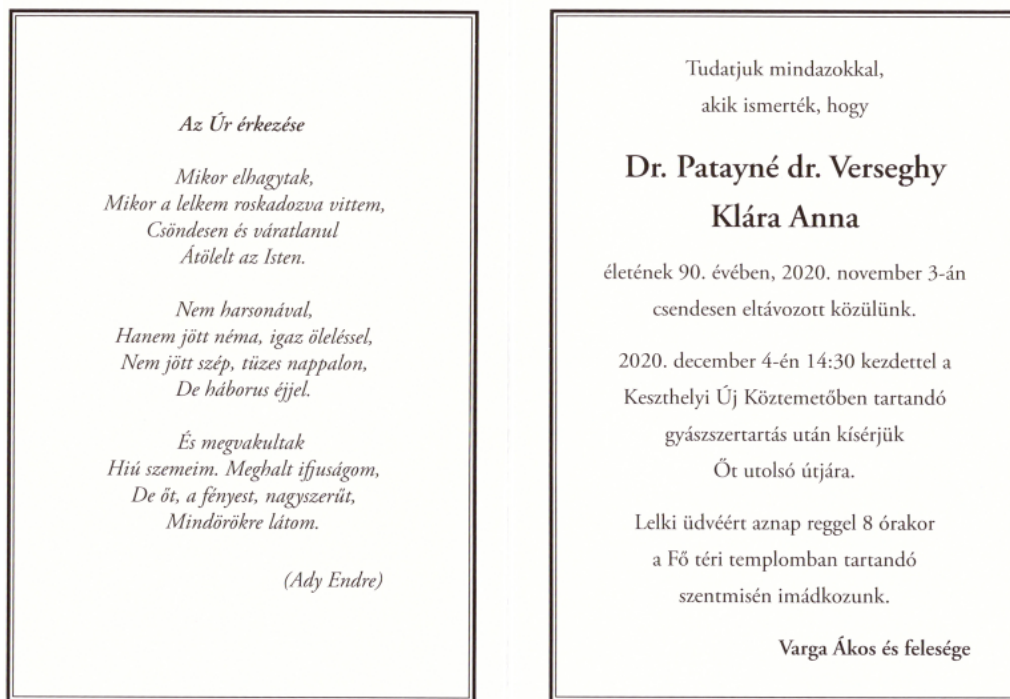 Az Úr érkezése
Mikor elhagytak,
Mikor a lelkem roskadozva vittem,
Csöndesen és váratlanul
Átölelt az Isten.
Nem harsonával,
Hanem jött néma, igaz öleléssel,
Nem jött szép, tüzes nappalon,
De háborus éjjel.
És megvakultak
Hiú szemeim. Meghalt ifjuságom,
De őt, a fényest, nagyszerűt,
Mindörökre látom.
(Ady Endre)
Tudatjuk mindazokkal,
akik ismerték, hogy
Dr. Patayné dr. Verseghy
Klára Anna
életének 90. évében, 2020. november 3-án
csendesen eltávozott közülünk.
2020. december 4-én 14:30 kezdettel a
Keszthelyi Új Köztemetőben tartandó
gyászszertartás után kísérjük
Őt utolsó útjára.
Lelki üdvéért aznap reggel 8 órakor
a Fő téri templomban tartandó
szentmisén imádkozunk.
Varga Ákos és felesége